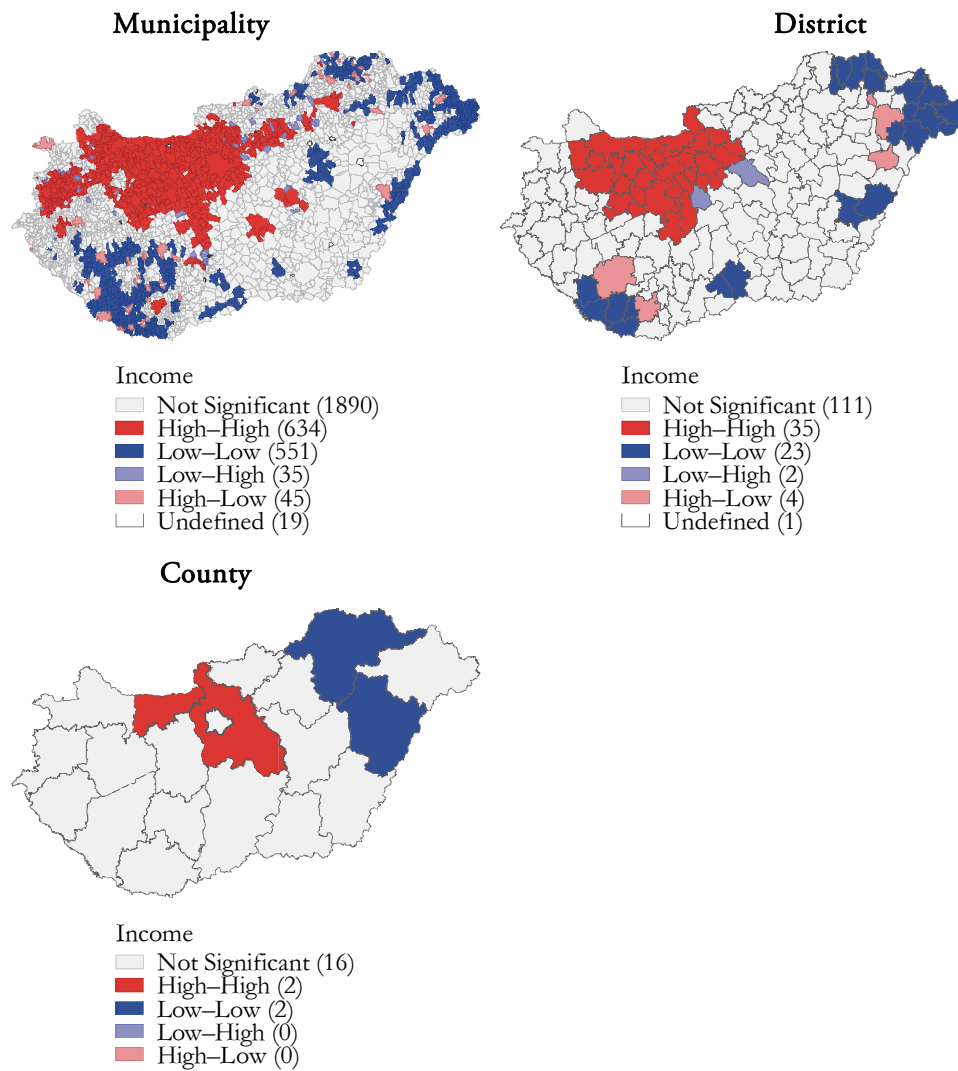 Municipality
Income
Not Significant (1890)
High–High (634)
Low–Low (551)
Low–High (35)
High–Low (45)
Undefined (19)
District
Income
Not Significant (111)
High–High (35)
Low–Low (23)
Low–High (2)
High–Low (4)
Undefined (1)
County
Income
Not Significant (16)
High–High (2)
Low–Low (2)
Low–High (0)
High–Low (0)